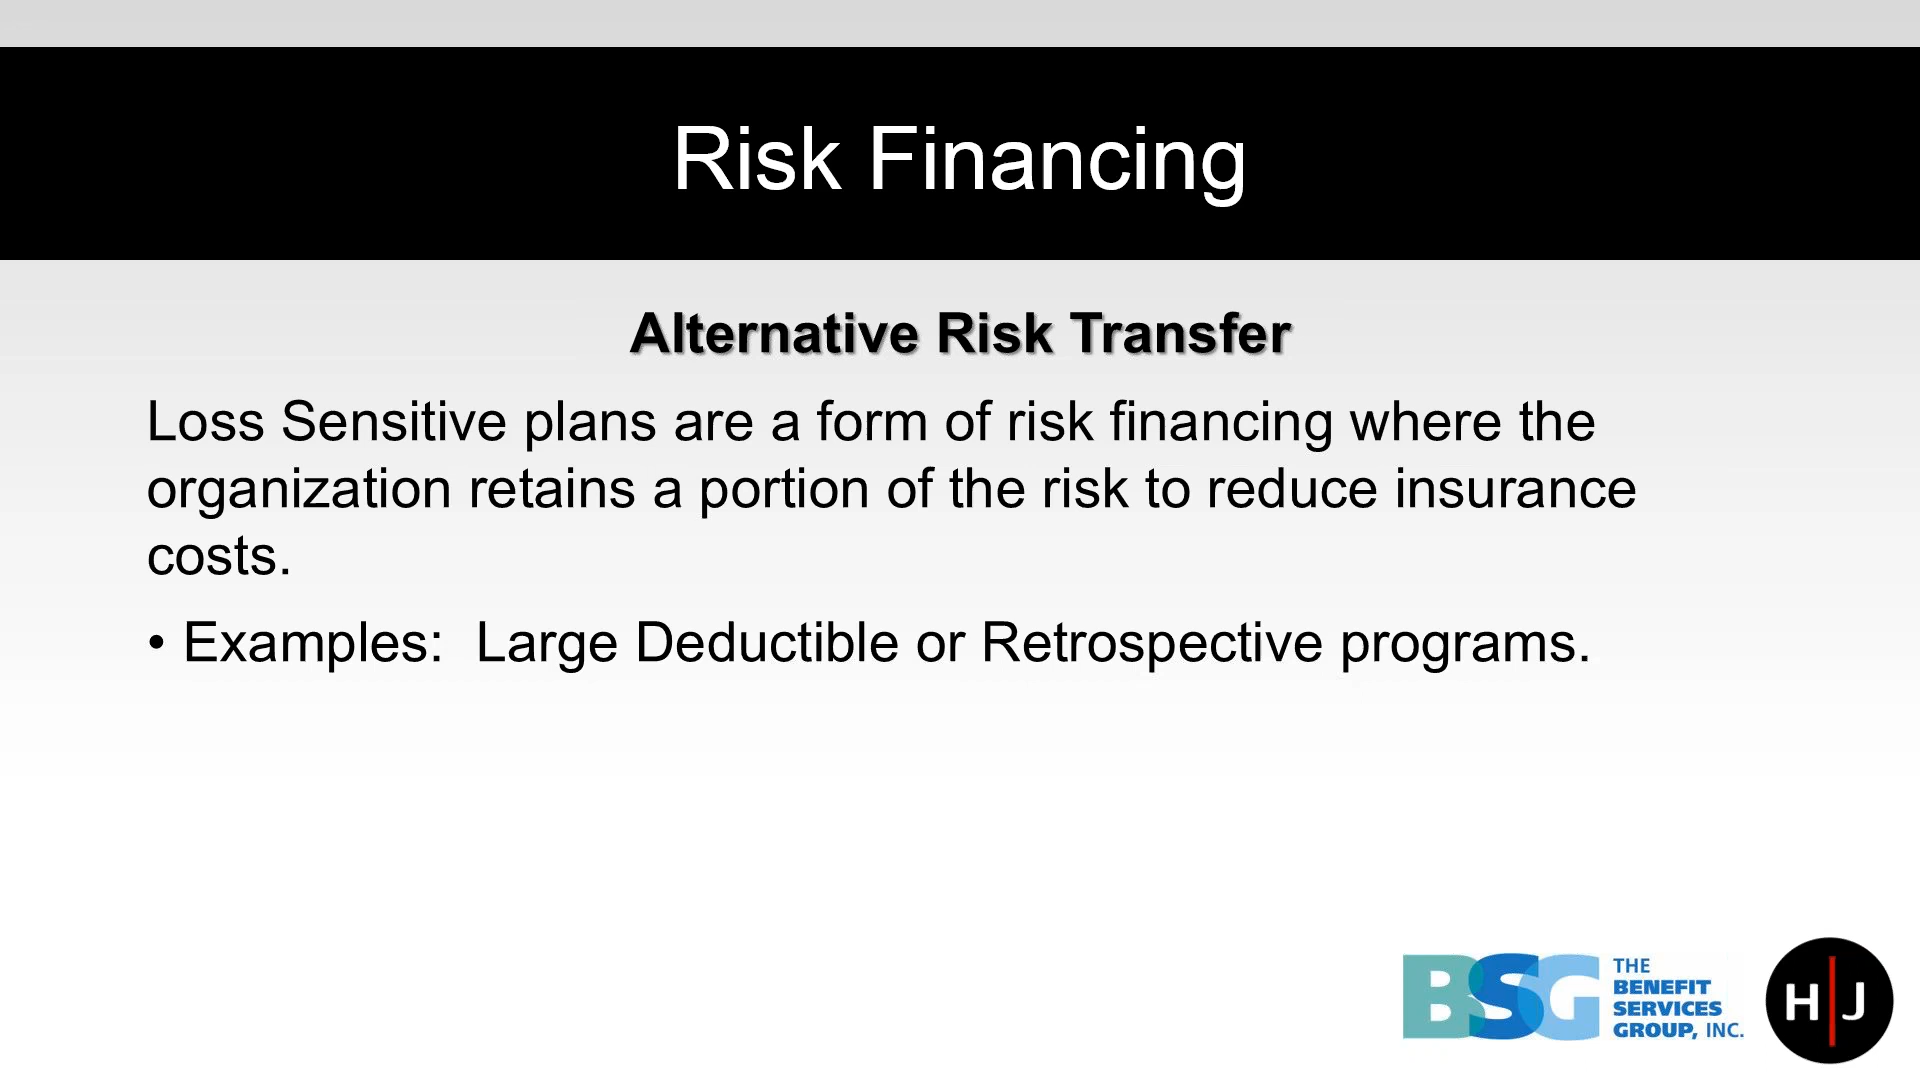 Risk Financing
Alternative Risk Transfer
Loss Sensitive plans are a form of risk financing where the
organization retains a portion of the risk to reduce insurance
costs.
• Examples:  Large Deductible or Retrospective programs.
BSG
THE
BENEFIT
SERVICES
GROUP, INC.
H|J